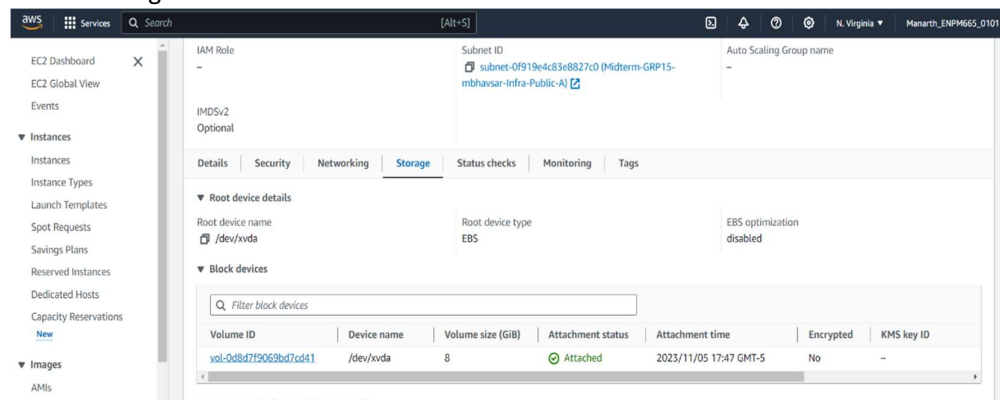 aws Services Search [Alt+S] N. Virginia ▼ Manarth_ENPM665_0101
EC2 Dashboard
EC2 Global View
Events
Instances
Instances
Instance Types
Launch Templates
Spot Requests
Savings Plans
Reserved Instances
Dedicated Hosts
Capacity Reservations
New
Images
AMIs
IAM Role
–
Subnet ID
subnet-0f919e4c83e8827c0 (Midterm-GRP15-
mbhavsar-Infra-Public-A)
Auto Scaling Group name
–
IMDSv2
Optional
Details Security Networking Storage Status checks Monitoring Tags
Root device details
Root device name
/dev/xvda
Root device type
EBS
EBS optimization
disabled
Block devices
Filter block devices
Volume ID Device name Volume size (GiB) Attachment status Attachment time Encrypted KMS key ID
vol-0d8d7f9069bd7cd41 /dev/xvda 8 Attached 2023/11/05 17:47 GMT-5 No –